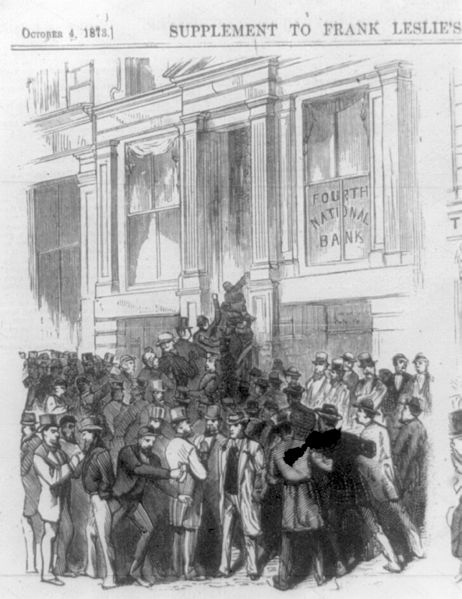 OCTOBER 4, 1873.]
SUPPLEMENT TO FRANK LESLIE'S
FOURTH
NATIONAL
BANK